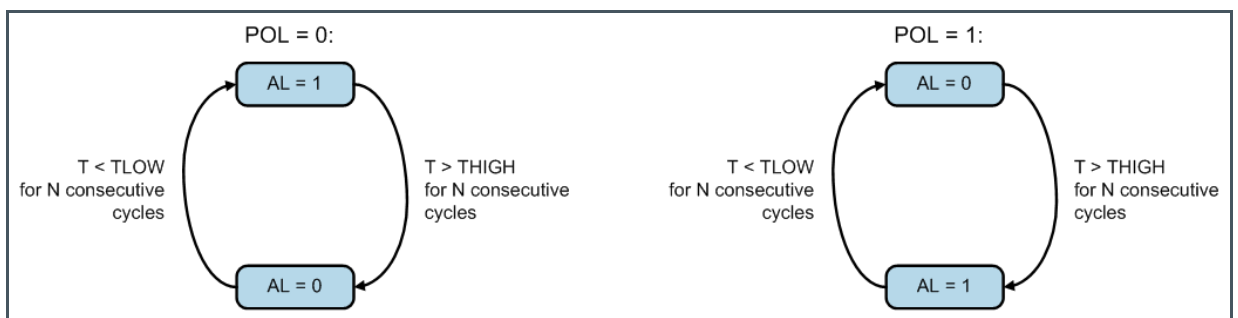 POL = 0:
AL = 1
T < TLOW
for N consecutive
cycles
T > THIGH
for N consecutive
cycles
AL = 0
POL = 1:
AL = 0
T < TLOW
for N consecutive
cycles
T > THIGH
for N consecutive
cycles
AL = 1